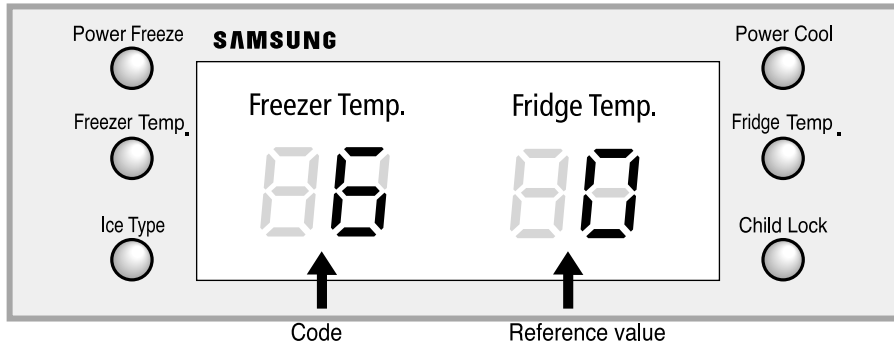 Power Freeze
SAMSUNG
Power Cool
Freezer Temp.
Fridge Temp.
Freezer Temp.
Fridge Temp.
6
0
Ice Type
Child Lock
Code
Reference value